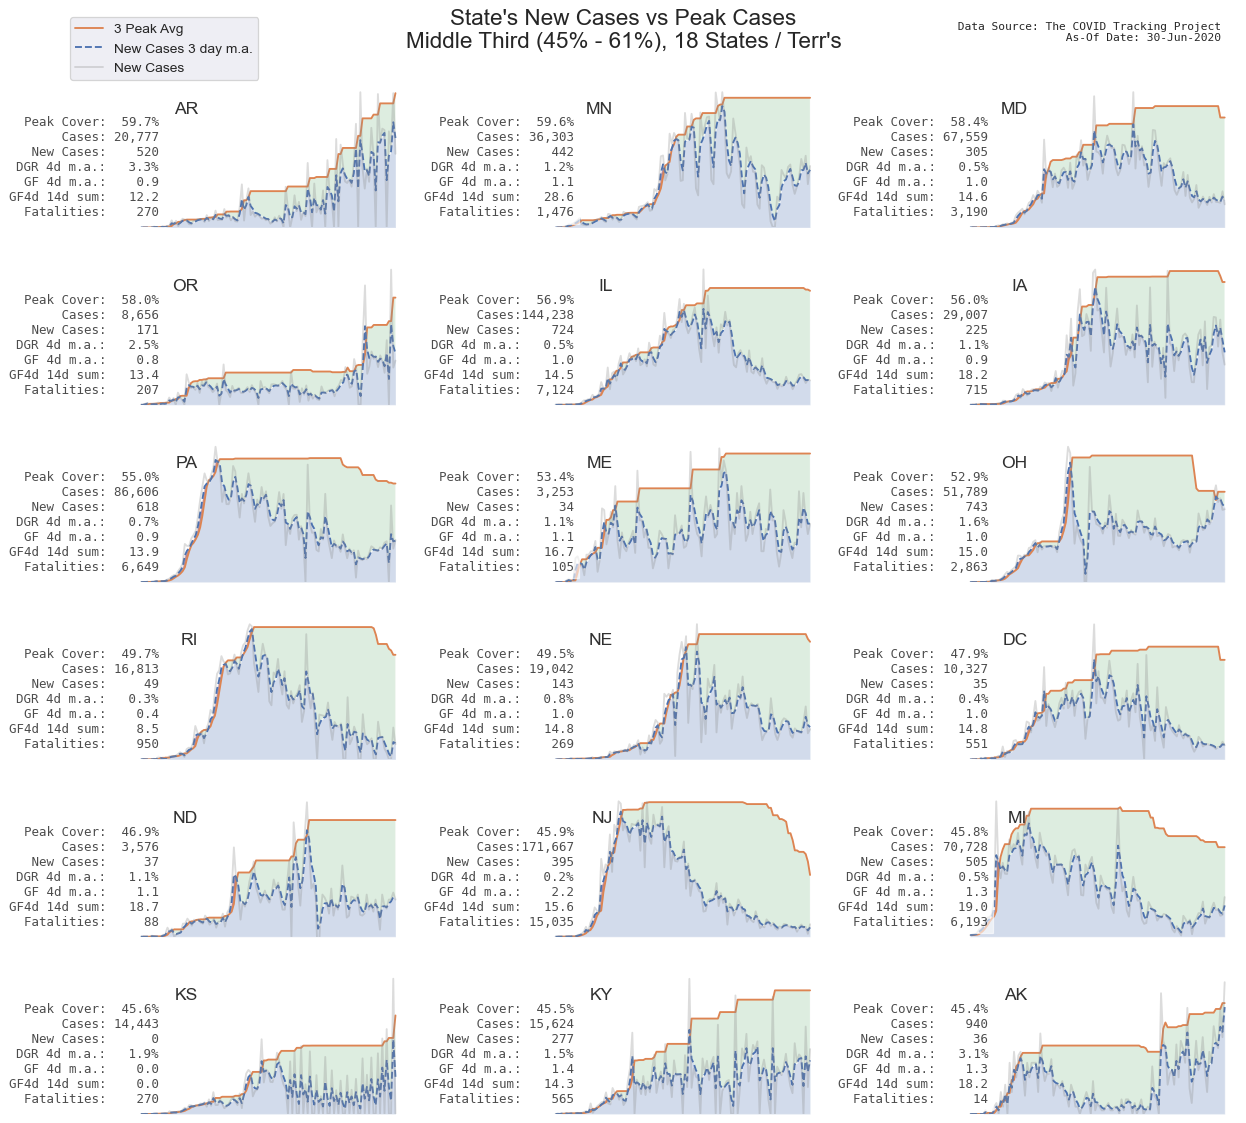 State's New Cases vs Peak Cases
Middle Third (45% - 61%), 18 States / Terr's
3 Peak Avg
New Cases 3 day m.a.
New Cases
Data Source: The COVID Tracking Project
As-Of Date: 30-Jun-2020
AR
Peak Cover: 59.7%
Cases: 20,777
New Cases: 520
DGR 4d m.a.: 3.3%
GF 4d m.a.: 0.9
GF4d 14d sum: 12.2
Fatalities: 270
MN
Peak Cover: 59.6%
Cases: 36,303
New Cases: 442
DGR 4d m.a.: 1.2%
GF 4d m.a.: 1.1
GF4d 14d sum: 28.6
Fatalities: 1,476
MD
Peak Cover: 58.4%
Cases: 67,559
New Cases: 305
DGR 4d m.a.: 0.5%
GF 4d m.a.: 1.0
GF4d 14d sum: 14.6
Fatalities: 3,190
OR
Peak Cover: 58.0%
Cases: 8,656
New Cases: 171
DGR 4d m.a.: 2.5%
GF 4d m.a.: 0.8
GF4d 14d sum: 13.4
Fatalities: 207
IL
Peak Cover: 56.9%
Cases:144,238
New Cases: 724
DGR 4d m.a.: 0.5%
GF 4d m.a.: 1.0
GF4d 14d sum: 14.5
Fatalities: 7,124
IA
Peak Cover: 56.0%
Cases: 29,007
New Cases: 225
DGR 4d m.a.: 1.1%
GF 4d m.a.: 0.9
GF4d 14d sum: 18.2
Fatalities: 715
PA
Peak Cover: 55.0%
Cases: 86,606
New Cases: 618
DGR 4d m.a.: 0.7%
GF 4d m.a.: 0.9
GF4d 14d sum: 13.9
Fatalities: 6,649
ME
Peak Cover: 53.4%
Cases: 3,253
New Cases: 34
DGR 4d m.a.: 1.1%
GF 4d m.a.: 1.1
GF4d 14d sum: 16.7
Fatalities: 105
OH
Peak Cover: 52.9%
Cases: 51,789
New Cases: 743
DGR 4d m.a.: 1.6%
GF 4d m.a.: 1.0
GF4d 14d sum: 15.0
Fatalities: 2,863
RI
Peak Cover: 49.7%
Cases: 16,813
New Cases: 49
DGR 4d m.a.: 0.3%
GF 4d m.a.: 0.4
GF4d 14d sum: 8.5
Fatalities: 950
NE
Peak Cover: 49.5%
Cases: 19,042
New Cases: 143
DGR 4d m.a.: 0.8%
GF 4d m.a.: 1.0
GF4d 14d sum: 14.8
Fatalities: 269
DC
Peak Cover: 47.9%
Cases: 10,327
New Cases: 35
DGR 4d m.a.: 0.4%
GF 4d m.a.: 1.0
GF4d 14d sum: 14.8
Fatalities: 551
ND
Peak Cover: 46.9%
Cases: 3,576
New Cases: 37
DGR 4d m.a.: 1.1%
GF 4d m.a.: 1.1
GF4d 14d sum: 18.7
Fatalities: 88
NJ
Peak Cover: 45.9%
Cases:171,667
New Cases: 395
DGR 4d m.a.: 0.2%
GF 4d m.a.: 2.2
GF4d 14d sum: 15.6
Fatalities: 15,035
MI
Peak Cover: 45.8%
Cases: 70,728
New Cases: 505
DGR 4d m.a.: 0.5%
GF 4d m.a.: 1.3
GF4d 14d sum: 19.0
Fatalities: 6,193
KS
Peak Cover: 45.6%
Cases: 14,443
New Cases: 0
DGR 4d m.a.: 1.9%
GF 4d m.a.: 0.0
GF4d 14d sum: 0.0
Fatalities: 270
KY
Peak Cover: 45.5%
Cases: 15,624
New Cases: 277
DGR 4d m.a.: 1.5%
GF 4d m.a.: 1.4
GF4d 14d sum: 14.3
Fatalities: 565
AK
Peak Cover: 45.4%
Cases: 940
New Cases: 36
DGR 4d m.a.: 3.1%
GF 4d m.a.: 1.3
GF4d 14d sum: 18.2
Fatalities: 14